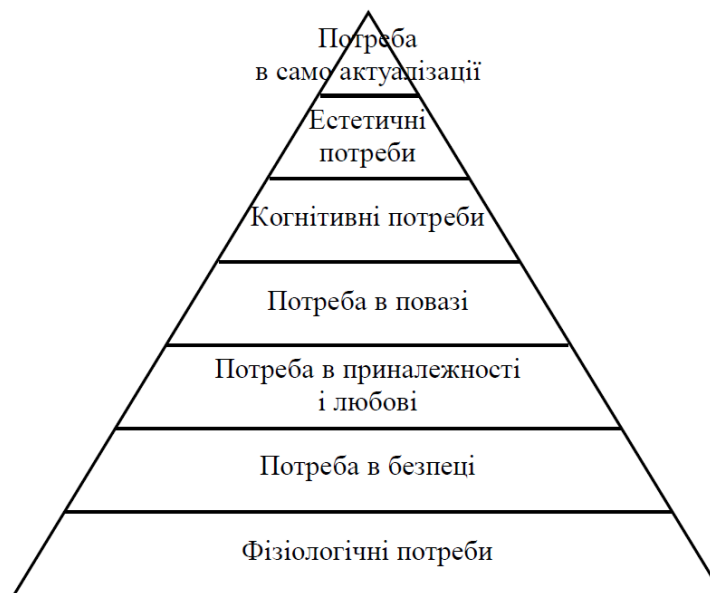 Потреба
в само актуалізації
Естетичні
потреби
Когнітивні потреби
Потреба в повазі
Потреба в приналежності
і любові
Потреба в безпеці
Фізіологічні потреби